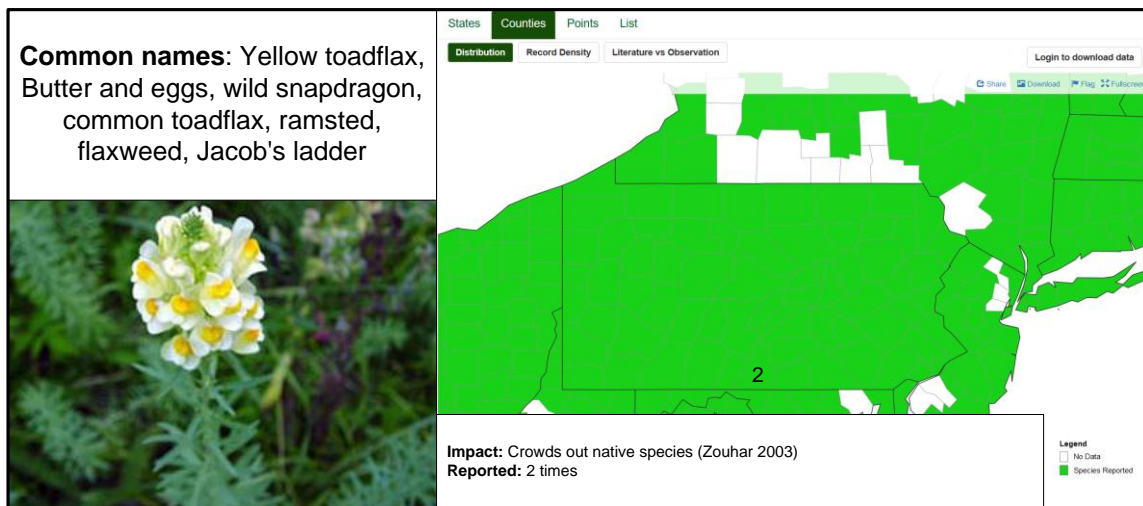 Common names: Yellow toadflax,
Butter and eggs, wild snapdragon,
common toadflax, ramsted,
flaxweed, Jacob's ladder
States Counties Points List
Distribution Record Density Literature vs Observation
Login to download data
Share Download Flag Fullscreen
2
Impact: Crowds out native species (Zouhar 2003)
Reported: 2 times
Legend
No Data
Species Reported